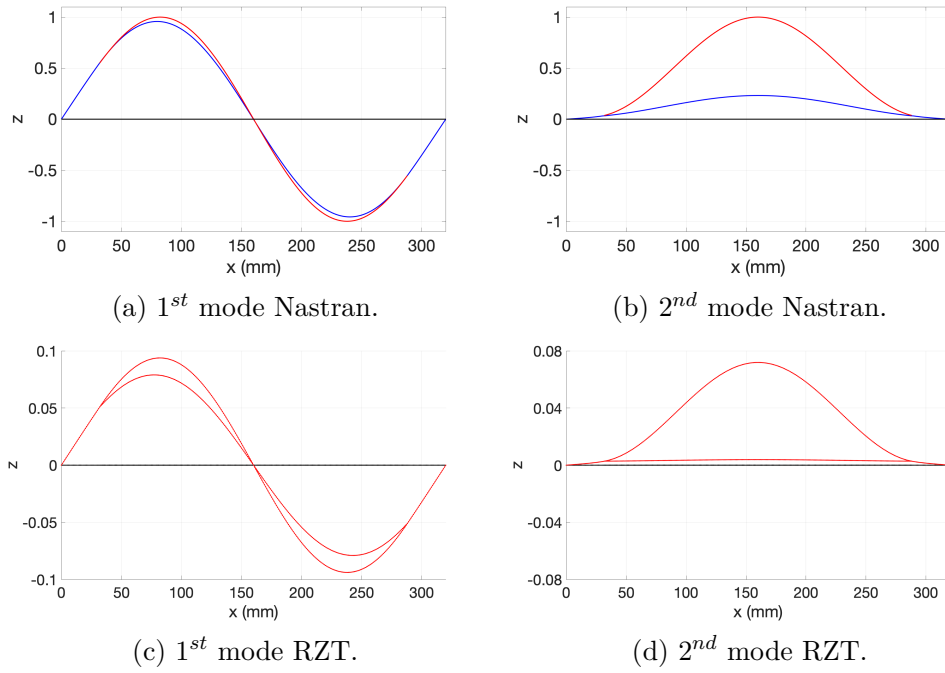 1
0.5
z
0
-0.5
-1
0 50 100 150 200 250 300
x (mm)
(a) 1st mode Nastran.
1
0.5
z
0
-0.5
-1
0 50 100 150 200 250 300
x (mm)
(b) 2nd mode Nastran.
0.1
0.05
z
0
-0.05
-0.1
0 50 100 150 200 250 300
x (mm)
(c) 1st mode RZT.
0.08
0.04
z
0
-0.04
-0.08
0 50 100 150 200 250 300
x (mm)
(d) 2nd mode RZT.